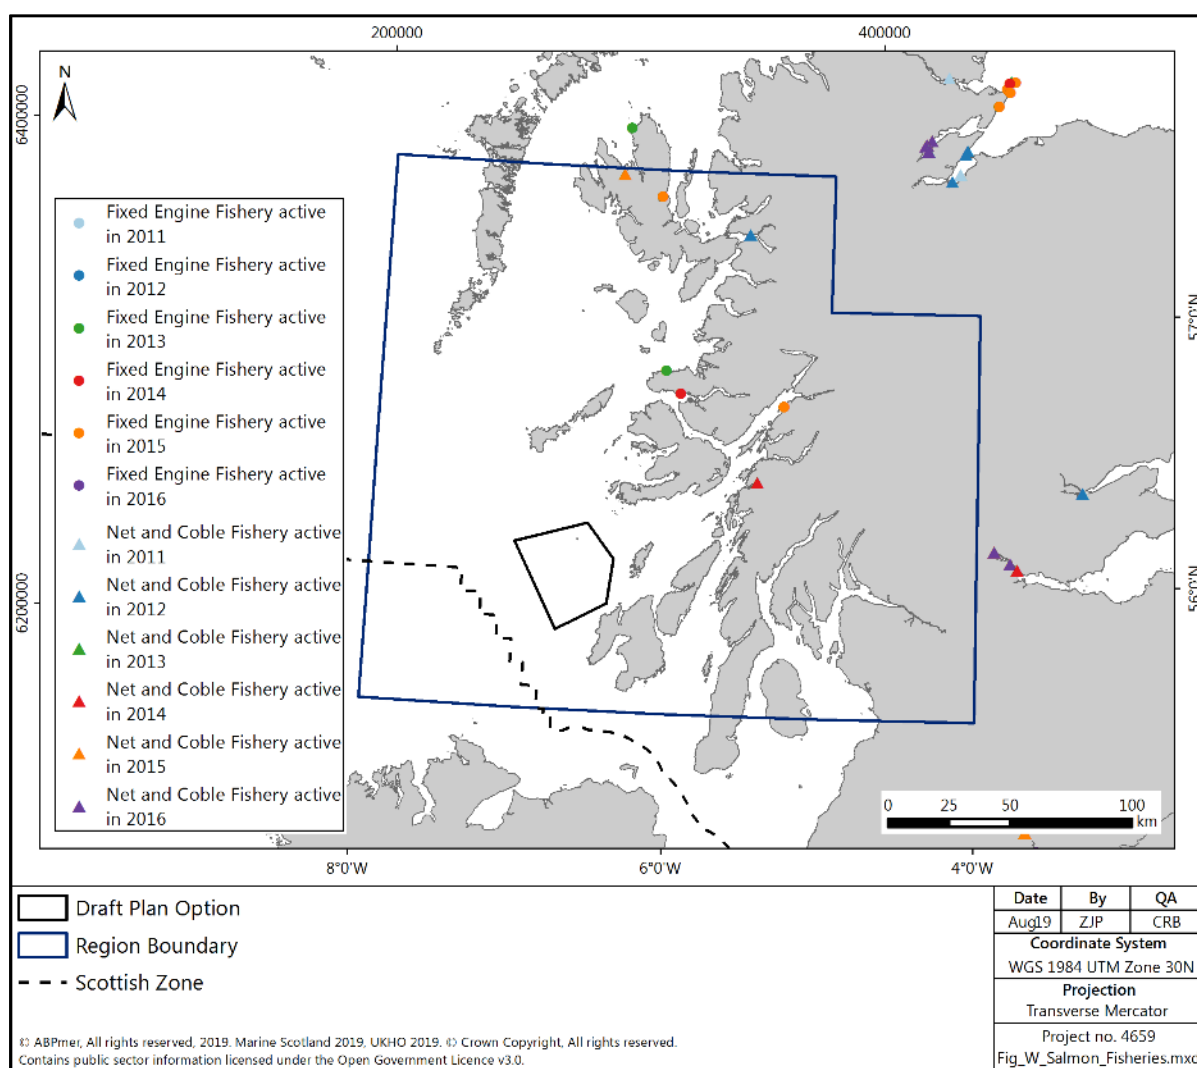 200000
400000
N
6400000
6200000
57°0'N
56°0'N
Fixed Engine Fishery active
in 2011
Fixed Engine Fishery active
in 2012
Fixed Engine Fishery active
in 2013
Fixed Engine Fishery active
in 2014
Fixed Engine Fishery active
in 2015
Fixed Engine Fishery active
in 2016
Net and Coble Fishery active
in 2011
Net and Coble Fishery active
in 2012
Net and Coble Fishery active
in 2013
Net and Coble Fishery active
in 2014
Net and Coble Fishery active
in 2015
Net and Coble Fishery active
in 2016
0 25 50 100
km
8°0'W
6°0'W
4°0'W
Draft Plan Option
Region Boundary
Scottish Zone
Date By QA
Aug19 ZJP CRB
Coordinate System
WGS 1984 UTM Zone 30N
Projection
Transverse Mercator
Project no. 4659
Fig_W_Salmon_Fisheries.mxd
© ABPmer, All rights reserved, 2019. Marine Scotland 2019, UKHO 2019. © Crown Copyright, All rights reserved.
Contains public sector information licensed under the Open Government Licence v3.0.